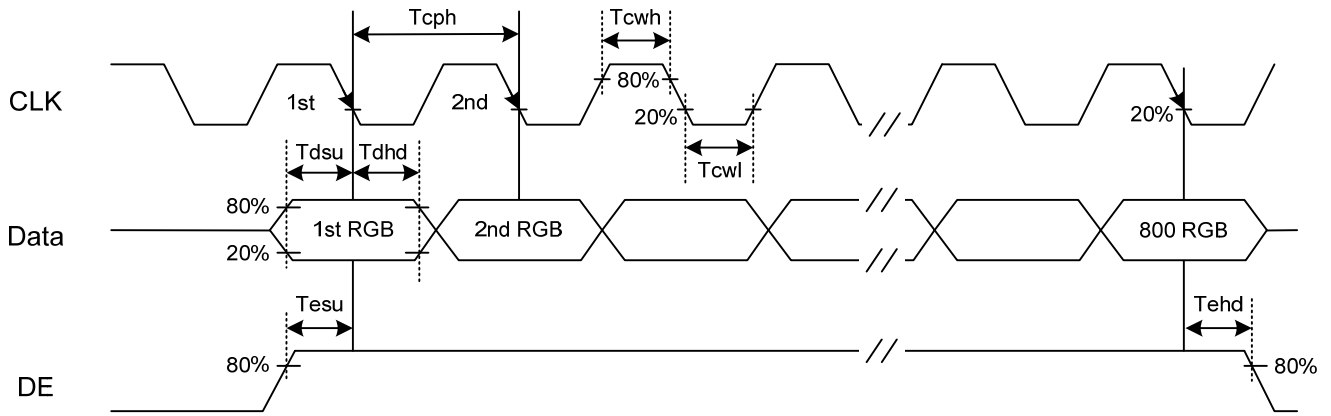 Tcph
Tcwh
CLK
1st
2nd
80%
20%
20%
Tcwl
Tdsu
Tdhd
80%
Data
1st RGB
2nd RGB
800 RGB
20%
Tesu
Tehd
80%
80%
DE